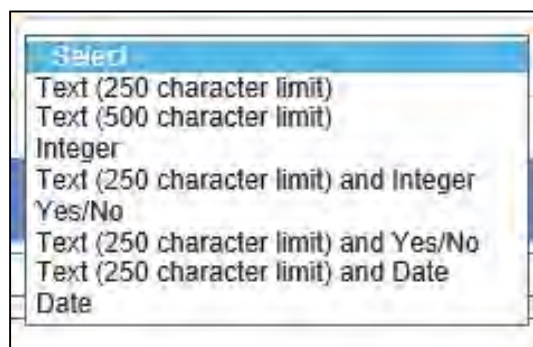 Select
Text (250 character limit)
Text (500 character limit)
Integer
Text (250 character limit) and Integer
Yes/No
Text (250 character limit) and Yes/No
Text (250 character limit) and Date
Date